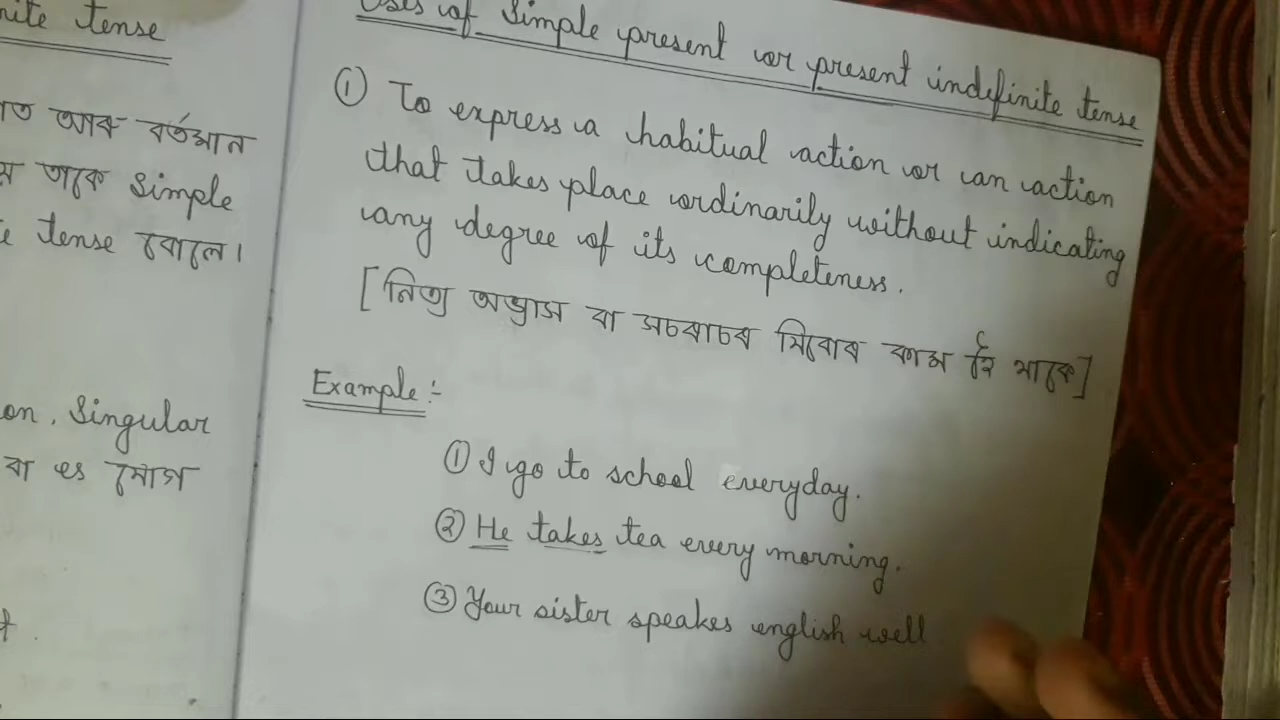 nite tense
আৰু বৰ্তমান
তাকে simple
tense বোলে।
on. Singular
বা es যোগ
Uses of Simple present or present indefinite tense
① To express a habitual action or an action
that takes place ordinarily without indicating
any degree of its completeness.
[নিত্য অভ্যাস বা সচৰাচৰ যিবোৰ কাম হৈ থাকে]
Example :-
① I go to school everyday.
② He takes tea every morning.
③ Your sister speakes english well